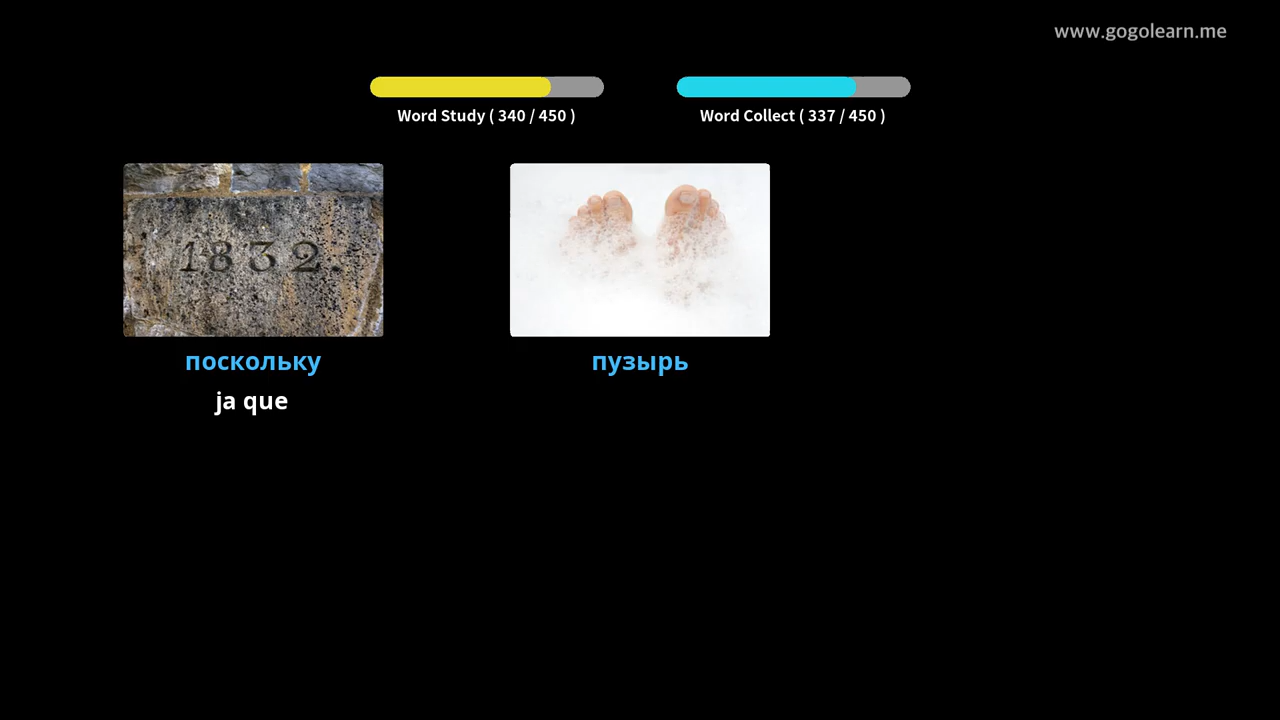 www.gogolearn.me
Word Study ( 340 / 450 )
Word Collect ( 337 / 450 )
1832.
поскольку
пузырь
ja que